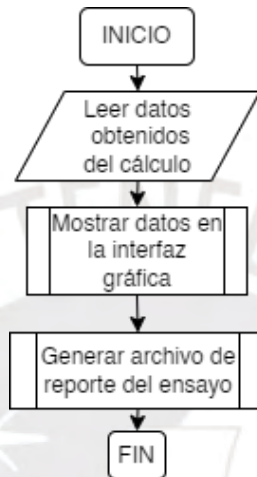 INICIO
Leer datos
obtenidos
del cálculo
Mostrar datos en
la interfaz
gráfica
Generar archivo de
reporte del ensayo
FIN